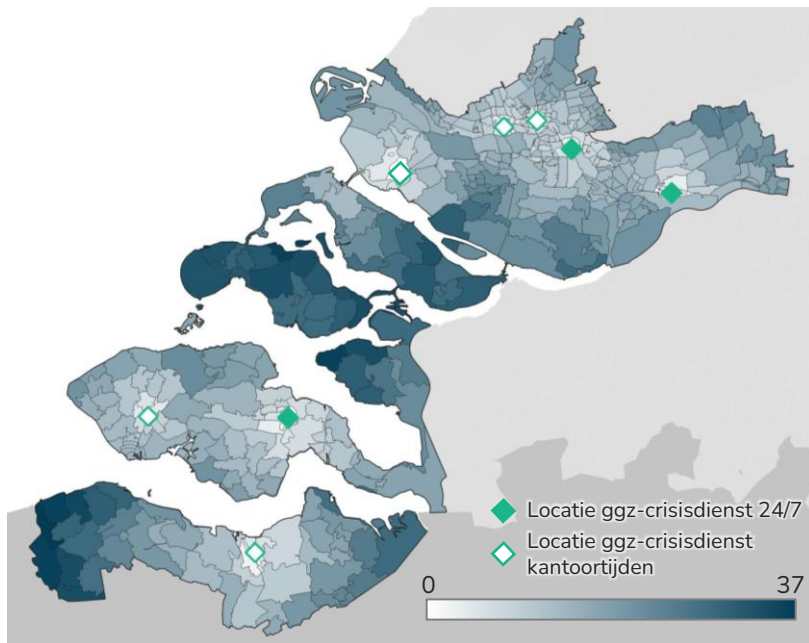 Locatie ggz-crisisdienst 24/7
Locatie ggz-crisisdienst
kantoortijden
0 37